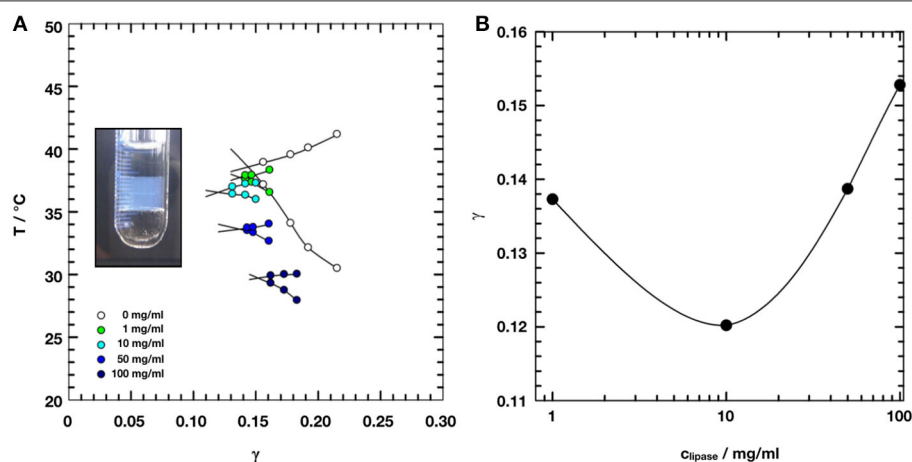 A
50
45
40
35
30
25
20
T / °C
0 mg/ml
1 mg/ml
10 mg/ml
50 mg/ml
100 mg/ml
0 0.05 0.10 0.15 0.20 0.25 0.30
γ
B
0.16
0.15
0.14
0.13
0.12
0.11
γ
1 10 100
clipase / mg/ml